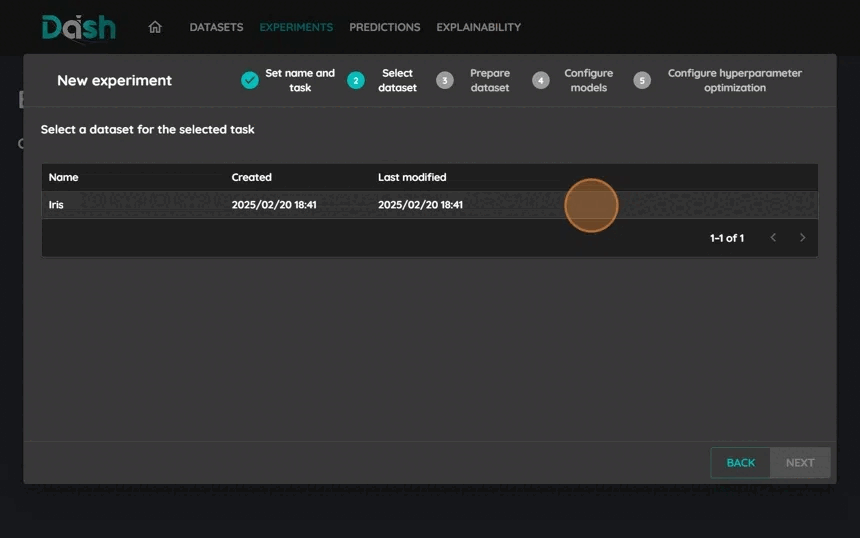 Dash
DATASETS EXPERIMENTS PREDICTIONS EXPLAINABILITY
New experiment
Set name and
task
2
Select
dataset
3
Prepare
dataset
4
Configure
models
5
Configure hyperparameter
optimization
Select a dataset for the selected task
Name Created Last modified
Iris 2025/02/20 18:41 2025/02/20 18:41
1-1 of 1
BACK NEXT